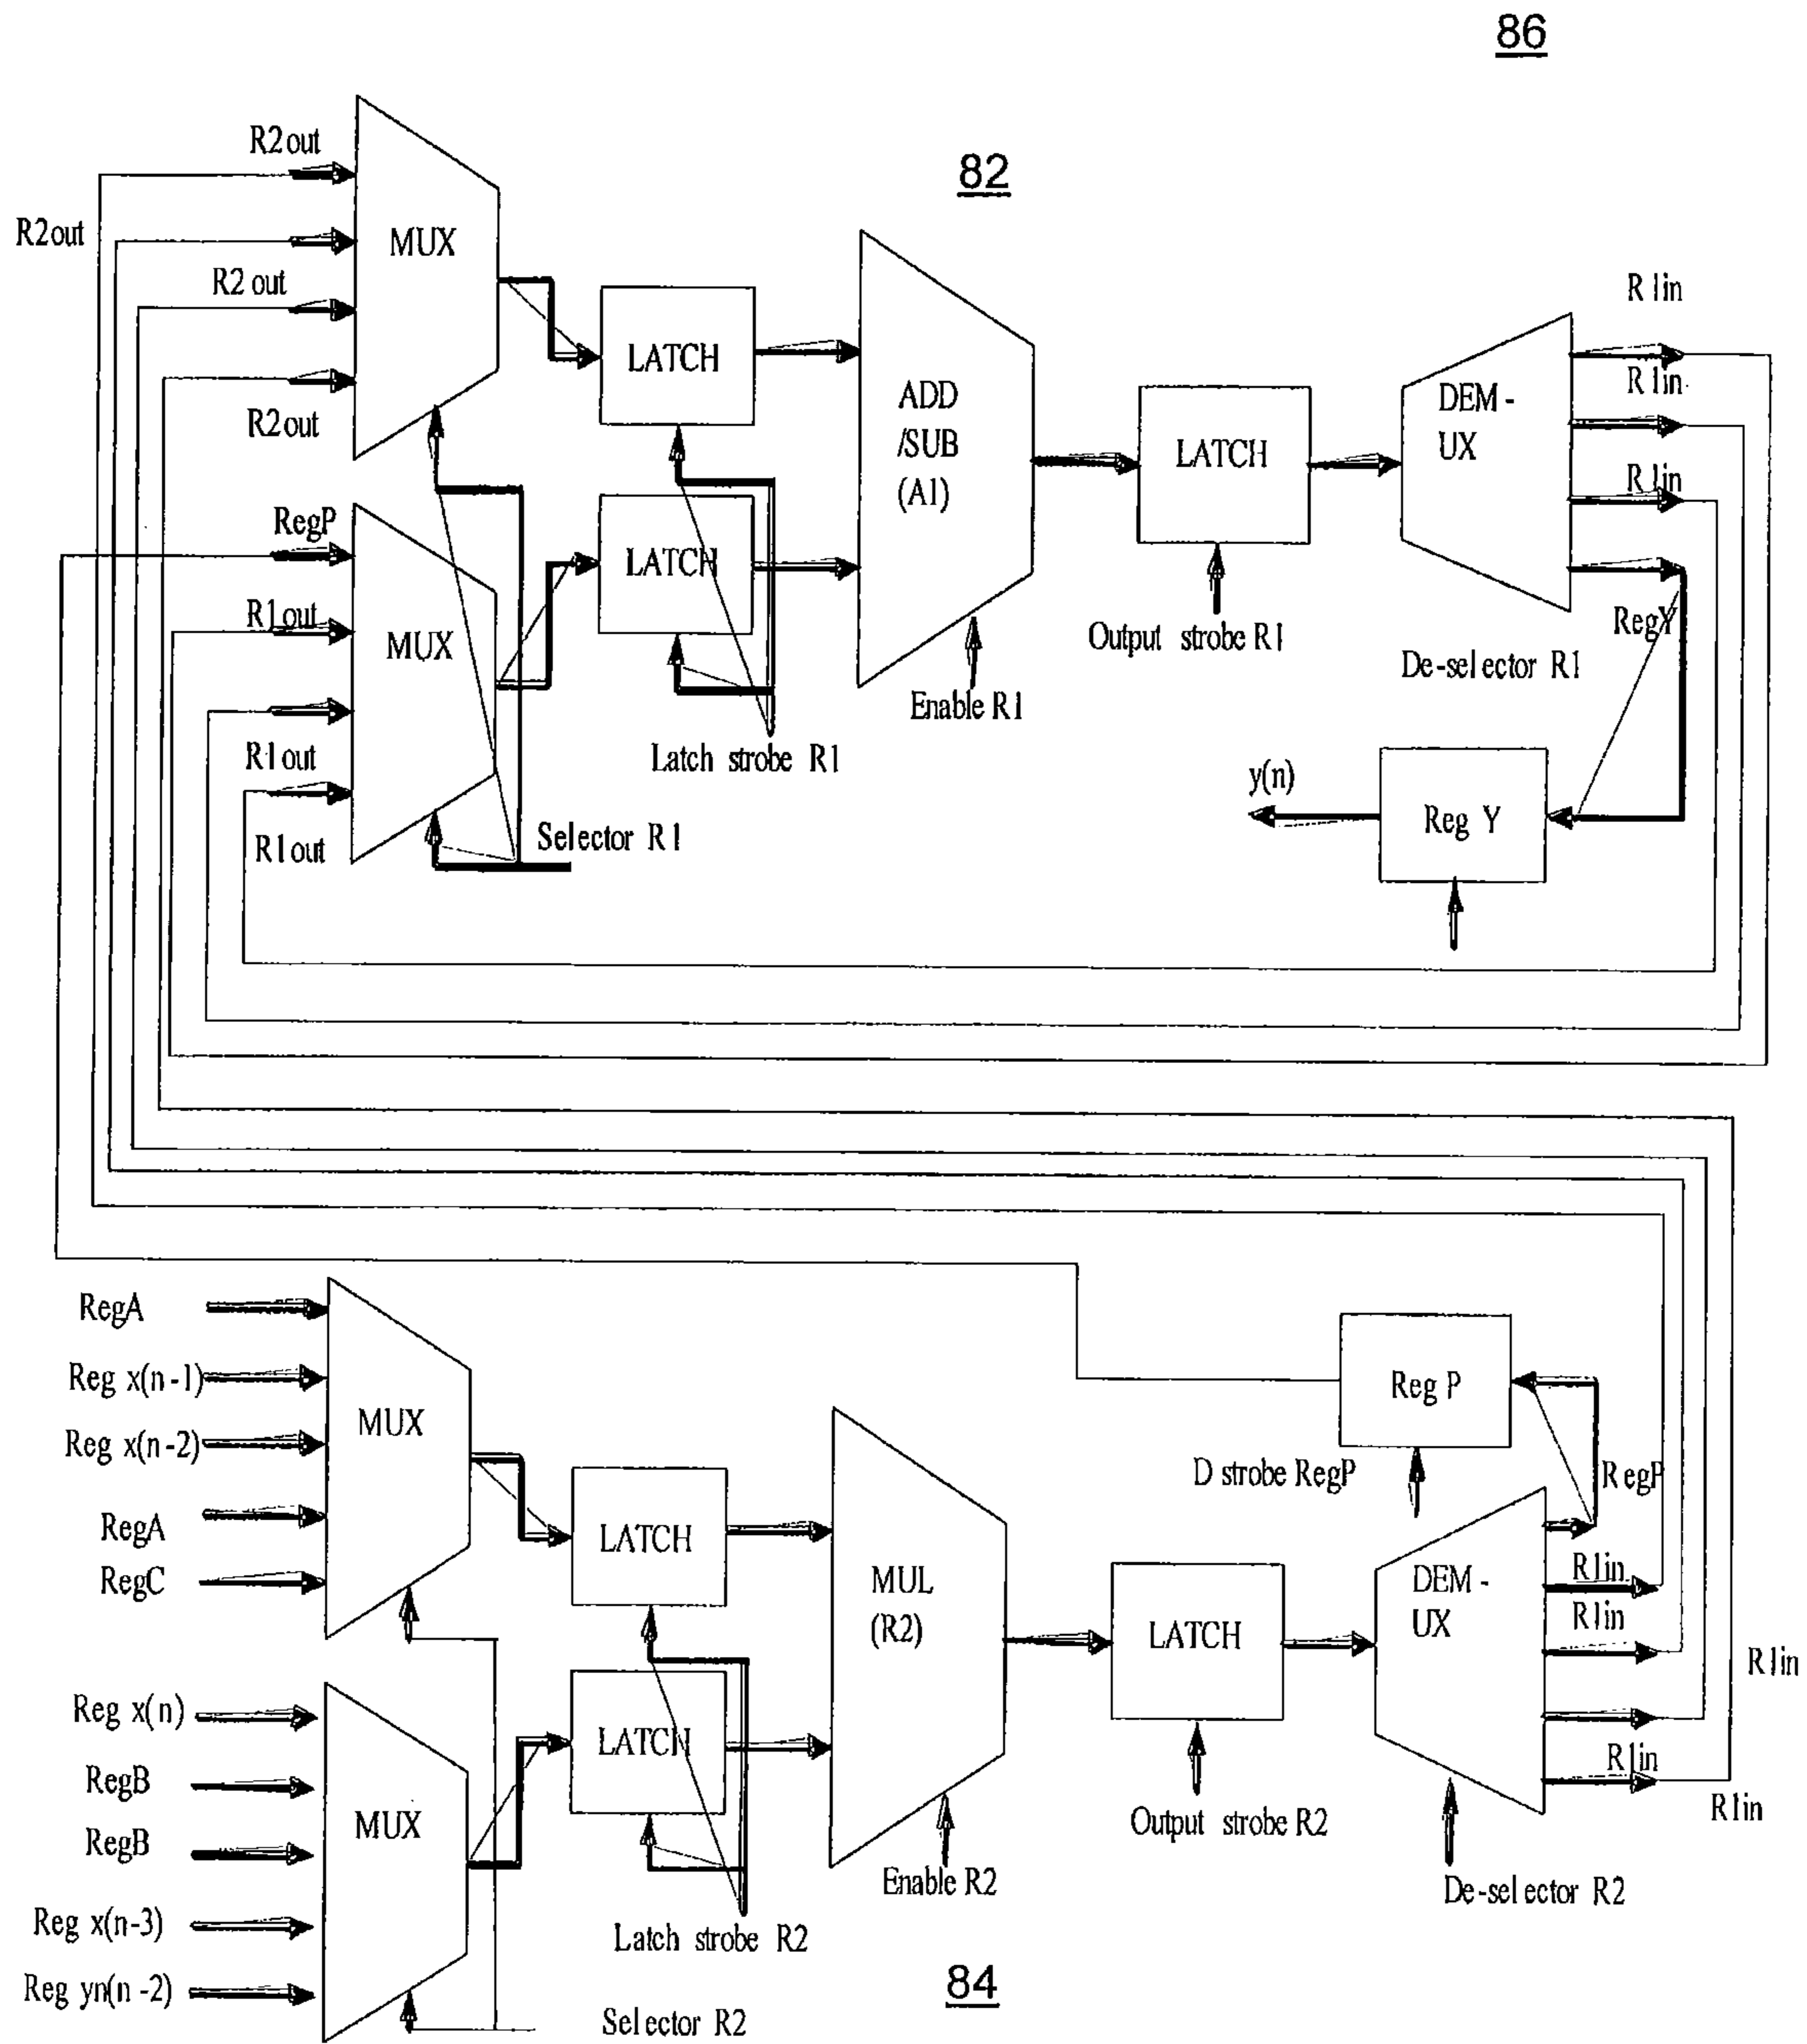 86
82
R2out
R2out
R2 out
R2out
MUX
LATCH
ADD
/SUB
(A1)
LATCH
DEM -
UX
R1in
R1in
R1in
RegP
R1out
R1out
R1out
MUX
LATCH
Latch strobe R1
Selector R1
Enable R1
Output strobe R1
De-selector R1
RegY
y(n)
Reg Y
RegA
Reg x(n-1)
Reg x(n-2)
RegA
RegC
MUX
LATCH
MUL
(R2)
LATCH
Reg P
D strobe RegP
RegP
DEM -
UX
R1in
R1in
R1in
R1in
R1in
Reg x(n)
RegB
RegB
Reg x(n-3)
Reg yn(n-2)
MUX
LATCH
Latch strobe R2
Selector R2
Enable R2
Output strobe R2
De-selector R2
84